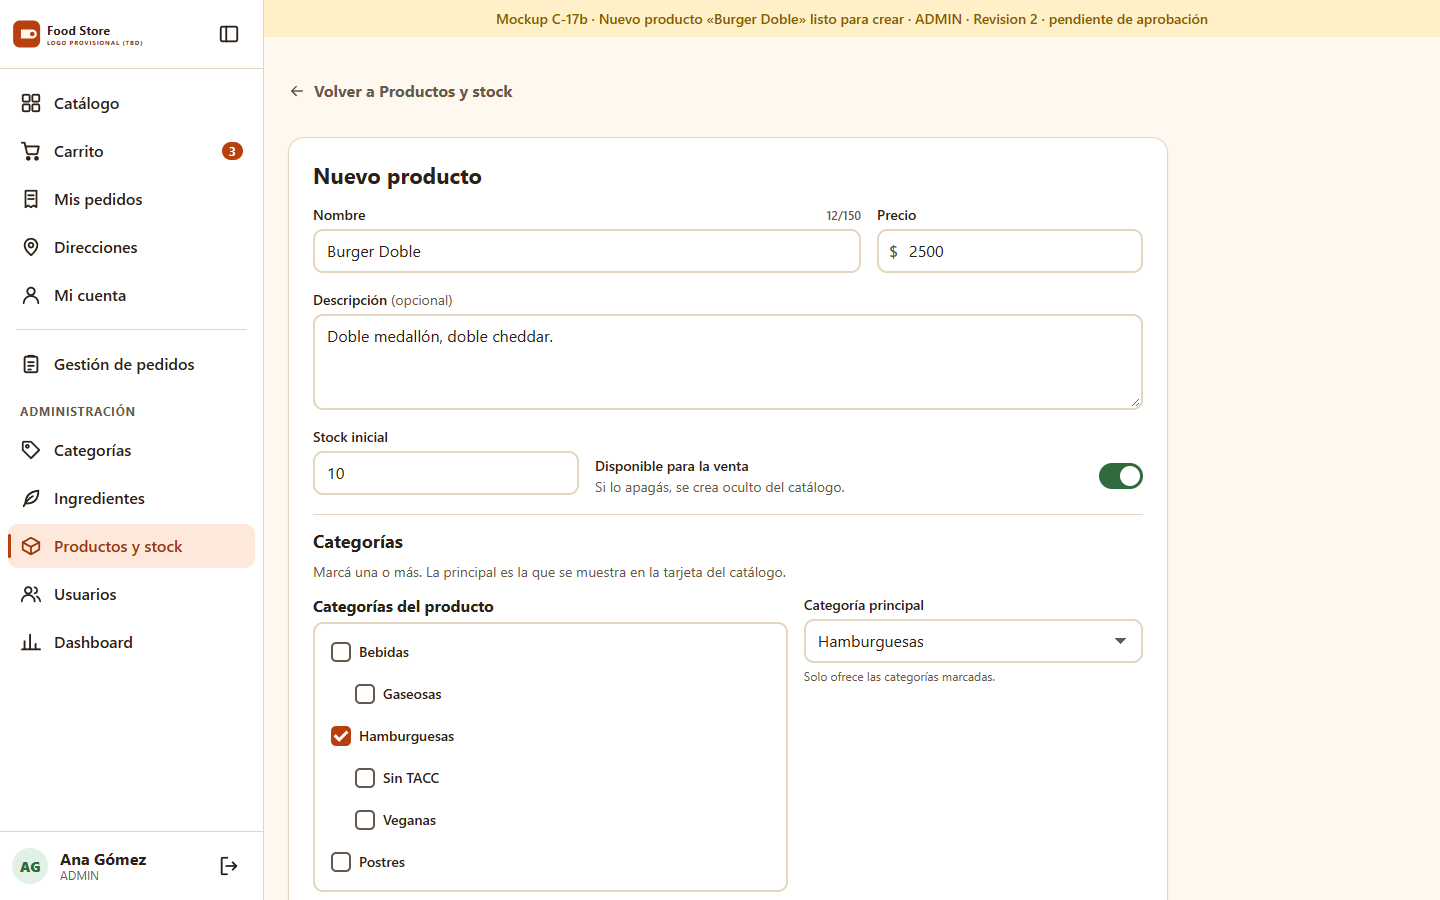 Food Store
LOGO PROVISIONAL (TBD)
Catálogo
Carrito
3
Mis pedidos
Direcciones
Mi cuenta
Gestión de pedidos
ADMINISTRACIÓN
Categorías
Ingredientes
Productos y stock
Usuarios
Dashboard
AG
Ana Gómez
ADMIN
Mockup C-17b · Nuevo producto «Burger Doble» listo para crear · ADMIN · Revision 2 · pendiente de aprobación
Volver a Productos y stock
Nuevo producto
Nombre 12/150
Burger Doble
Precio
$ 2500
Descripción (opcional)
Doble medallón, doble cheddar.
Stock inicial
10
Disponible para la venta
Si lo apagás, se crea oculto del catálogo.
Categorías
Marcá una o más. La principal es la que se muestra en la tarjeta del catálogo.
Categorías del producto
Bebidas
Gaseosas
Hamburguesas
Sin TACC
Veganas
Postres
Categoría principal
Hamburguesas
Solo ofrece las categorías marcadas.